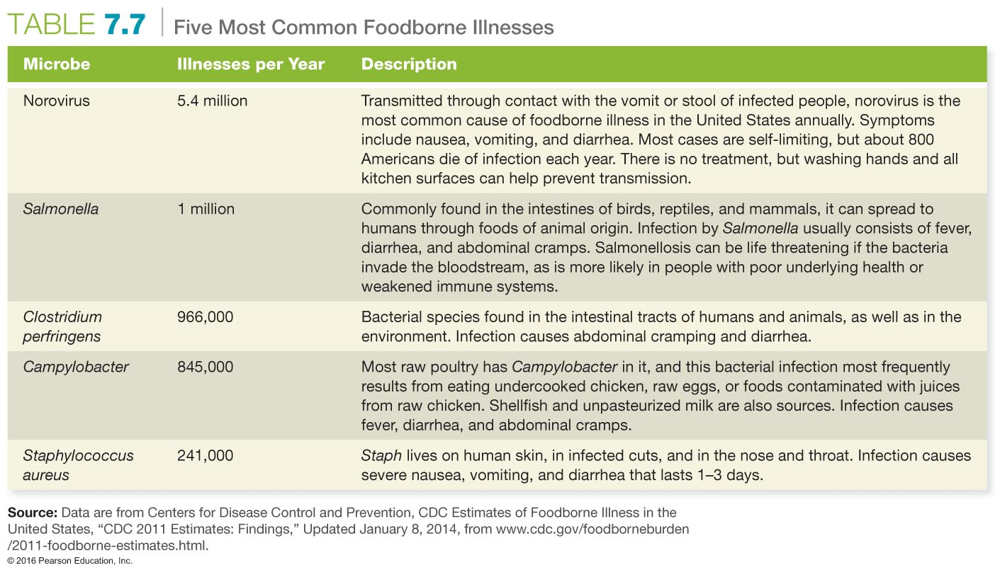 TABLE 7.7 | Five Most Common Foodborne Illnesses
Microbe Illnesses per Year Description
Norovirus 5.4 million Transmitted through contact with the vomit or stool of infected people, norovirus is the
most common cause of foodborne illness in the United States annually. Symptoms
include nausea, vomiting, and diarrhea. Most cases are self-limiting, but about 800
Americans die of infection each year. There is no treatment, but washing hands and all
kitchen surfaces can help prevent transmission.
Salmonella 1 million Commonly found in the intestines of birds, reptiles, and mammals, it can spread to
humans through foods of animal origin. Infection by Salmonella usually consists of fever,
diarrhea, and abdominal cramps. Salmonellosis can be life threatening if the bacteria
invade the bloodstream, as is more likely in people with poor underlying health or
weakened immune systems.
Clostridium 966,000 Bacterial species found in the intestinal tracts of humans and animals, as well as in the
perfringens environment. Infection causes abdominal cramping and diarrhea.
Campylobacter 845,000 Most raw poultry has Campylobacter in it, and this bacterial infection most frequently
results from eating undercooked chicken, raw eggs, or foods contaminated with juices
from raw chicken. Shellfish and unpasteurized milk are also sources. Infection causes
fever, diarrhea, and abdominal cramps.
Staphylococcus 241,000 Staph lives on human skin, in infected cuts, and in the nose and throat. Infection causes
aureus severe nausea, vomiting, and diarrhea that lasts 1–3 days.
Source: Data are from Centers for Disease Control and Prevention, CDC Estimates of Foodborne Illness in the
United States, “CDC 2011 Estimates: Findings,” Updated January 8, 2014, from www.cdc.gov/foodborneburden
/2011-foodborne-estimates.html.
© 2016 Pearson Education, Inc.